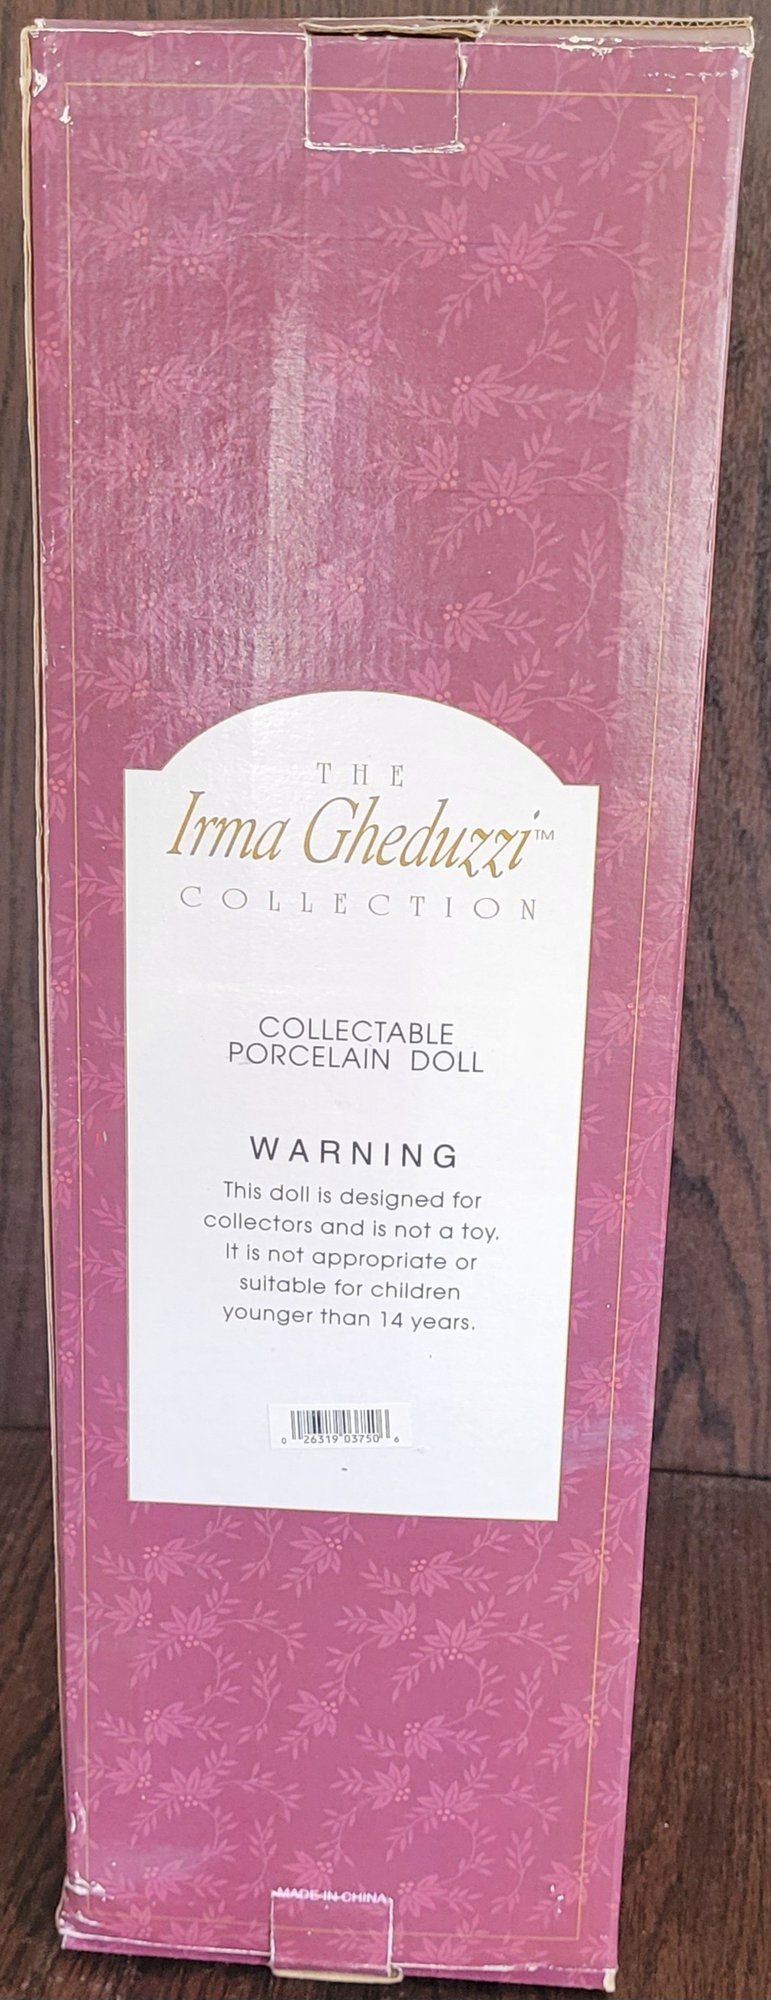 THE
Irma Gheduzzi™
COLLECTION
COLLECTABLE
PORCELAIN DOLL
WARNING
This doll is designed for
collectors and is not a toy.
It is not appropriate or
suitable for children
younger than 14 years.
0 26319 03750 6
MADE IN CHINA